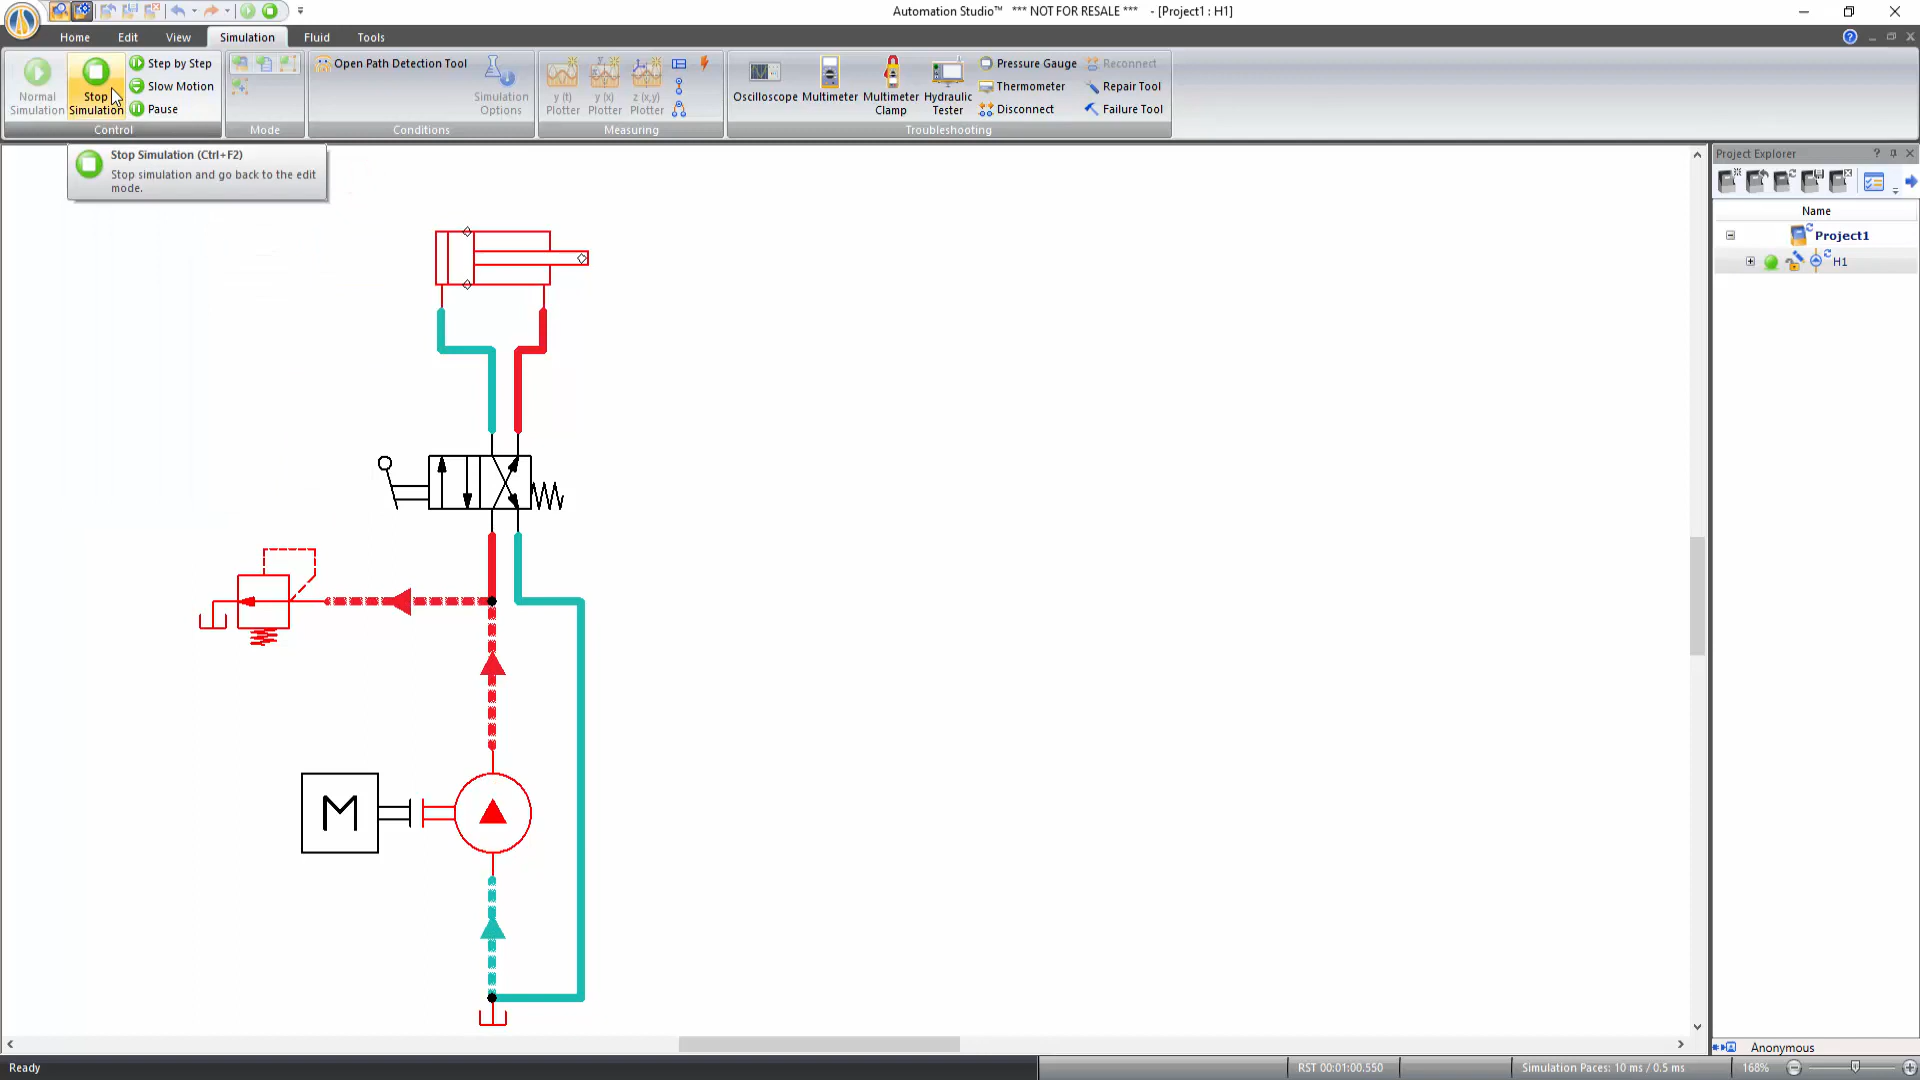 Automation Studio™ *** NOT FOR RESALE *** - [Project1 : H1]
Home Edit View Simulation Fluid Tools
Normal Simulation
Stop Simulation
Step by Step
Slow Motion
Pause
Control
Mode
Open Path Detection Tool
Simulation Options
Conditions
y (t) Plotter
y (x) Plotter
z (x,y) Plotter
Measuring
Oscilloscope
Multimeter
Multimeter Clamp
Hydraulic Tester
Pressure Gauge
Thermometer
Disconnect
Reconnect
Repair Tool
Failure Tool
Troubleshooting
Stop Simulation (Ctrl+F2)
Stop simulation and go back to the edit
mode.
Project Explorer
Name
Project1
H1
M
Anonymous
Ready
RST 00:01:00.550
Simulation Paces: 10 ms / 0.5 ms
168%